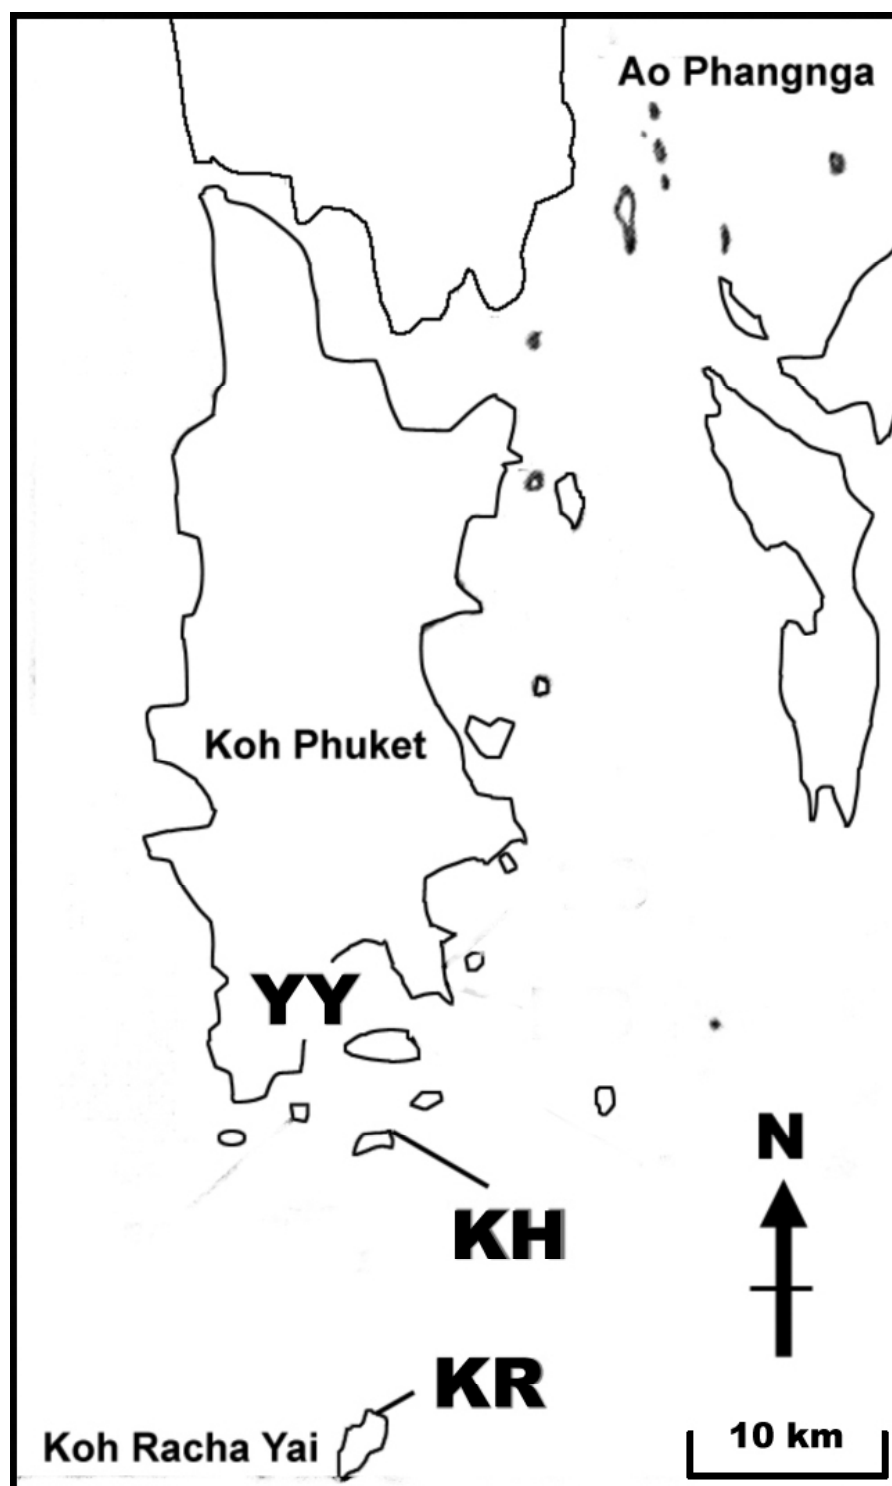 Ao Phangnga
Koh Phuket
YY
N
KH
KR
Koh Racha Yai
10 km